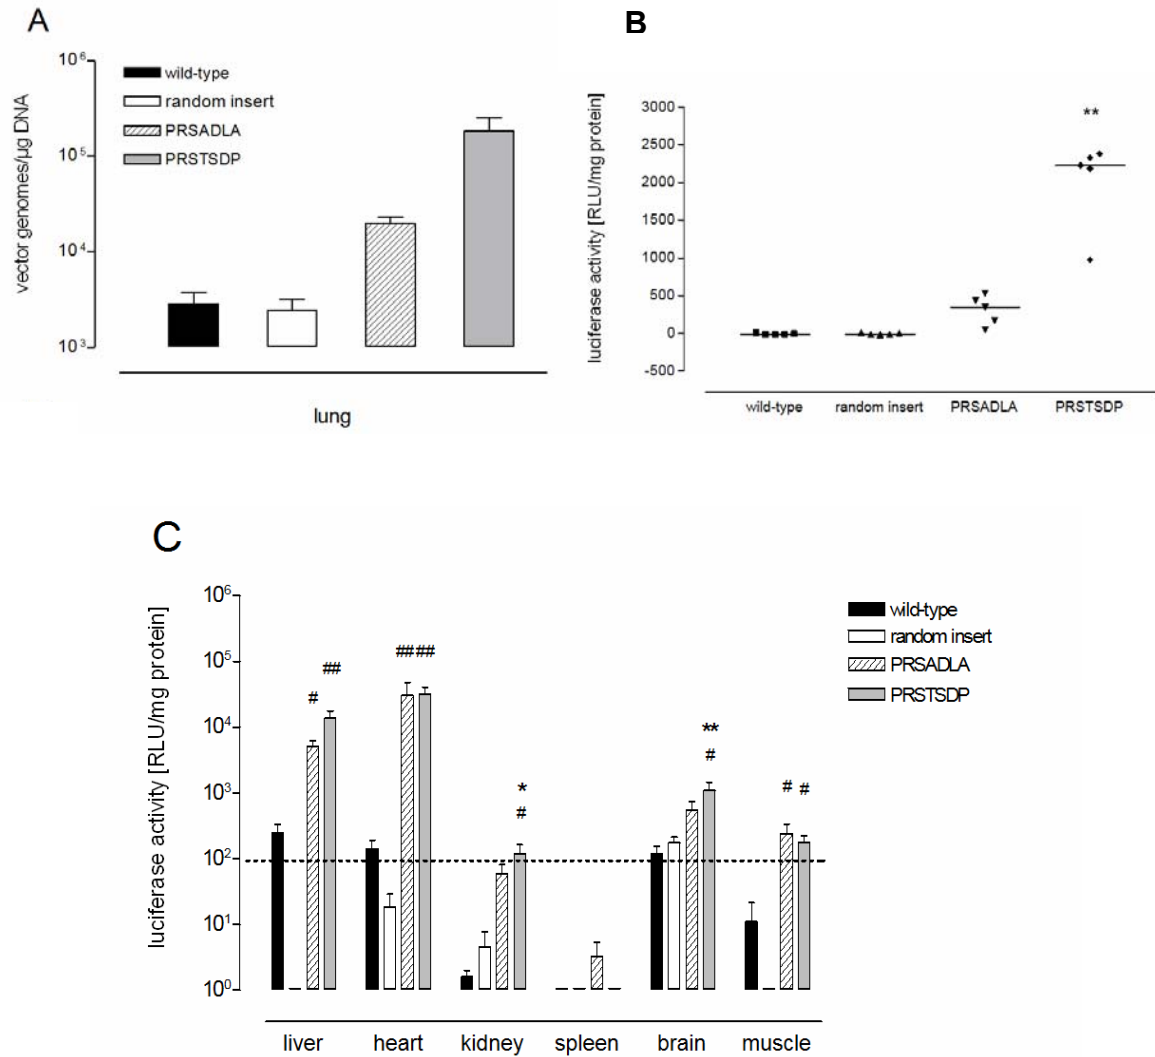 A
10⁶
10⁵
10⁴
10³
vector genomes/µg DNA
wild-type
random insert
PRSADLA
PRSTSDP
lung
B
3000
2500
2000
1500
1000
500
0
-500
luciferase activity [RLU/mg protein]
**
wild-type random insert PRSADLA PRSTSDP
C
10⁶
10⁵
10⁴
10³
10²
10¹
10⁰
luciferase activity [RLU/mg protein]
# ## ## ## * # ** # # #
wild-type
random insert
PRSADLA
PRSTSDP
liver heart kidney spleen brain muscle